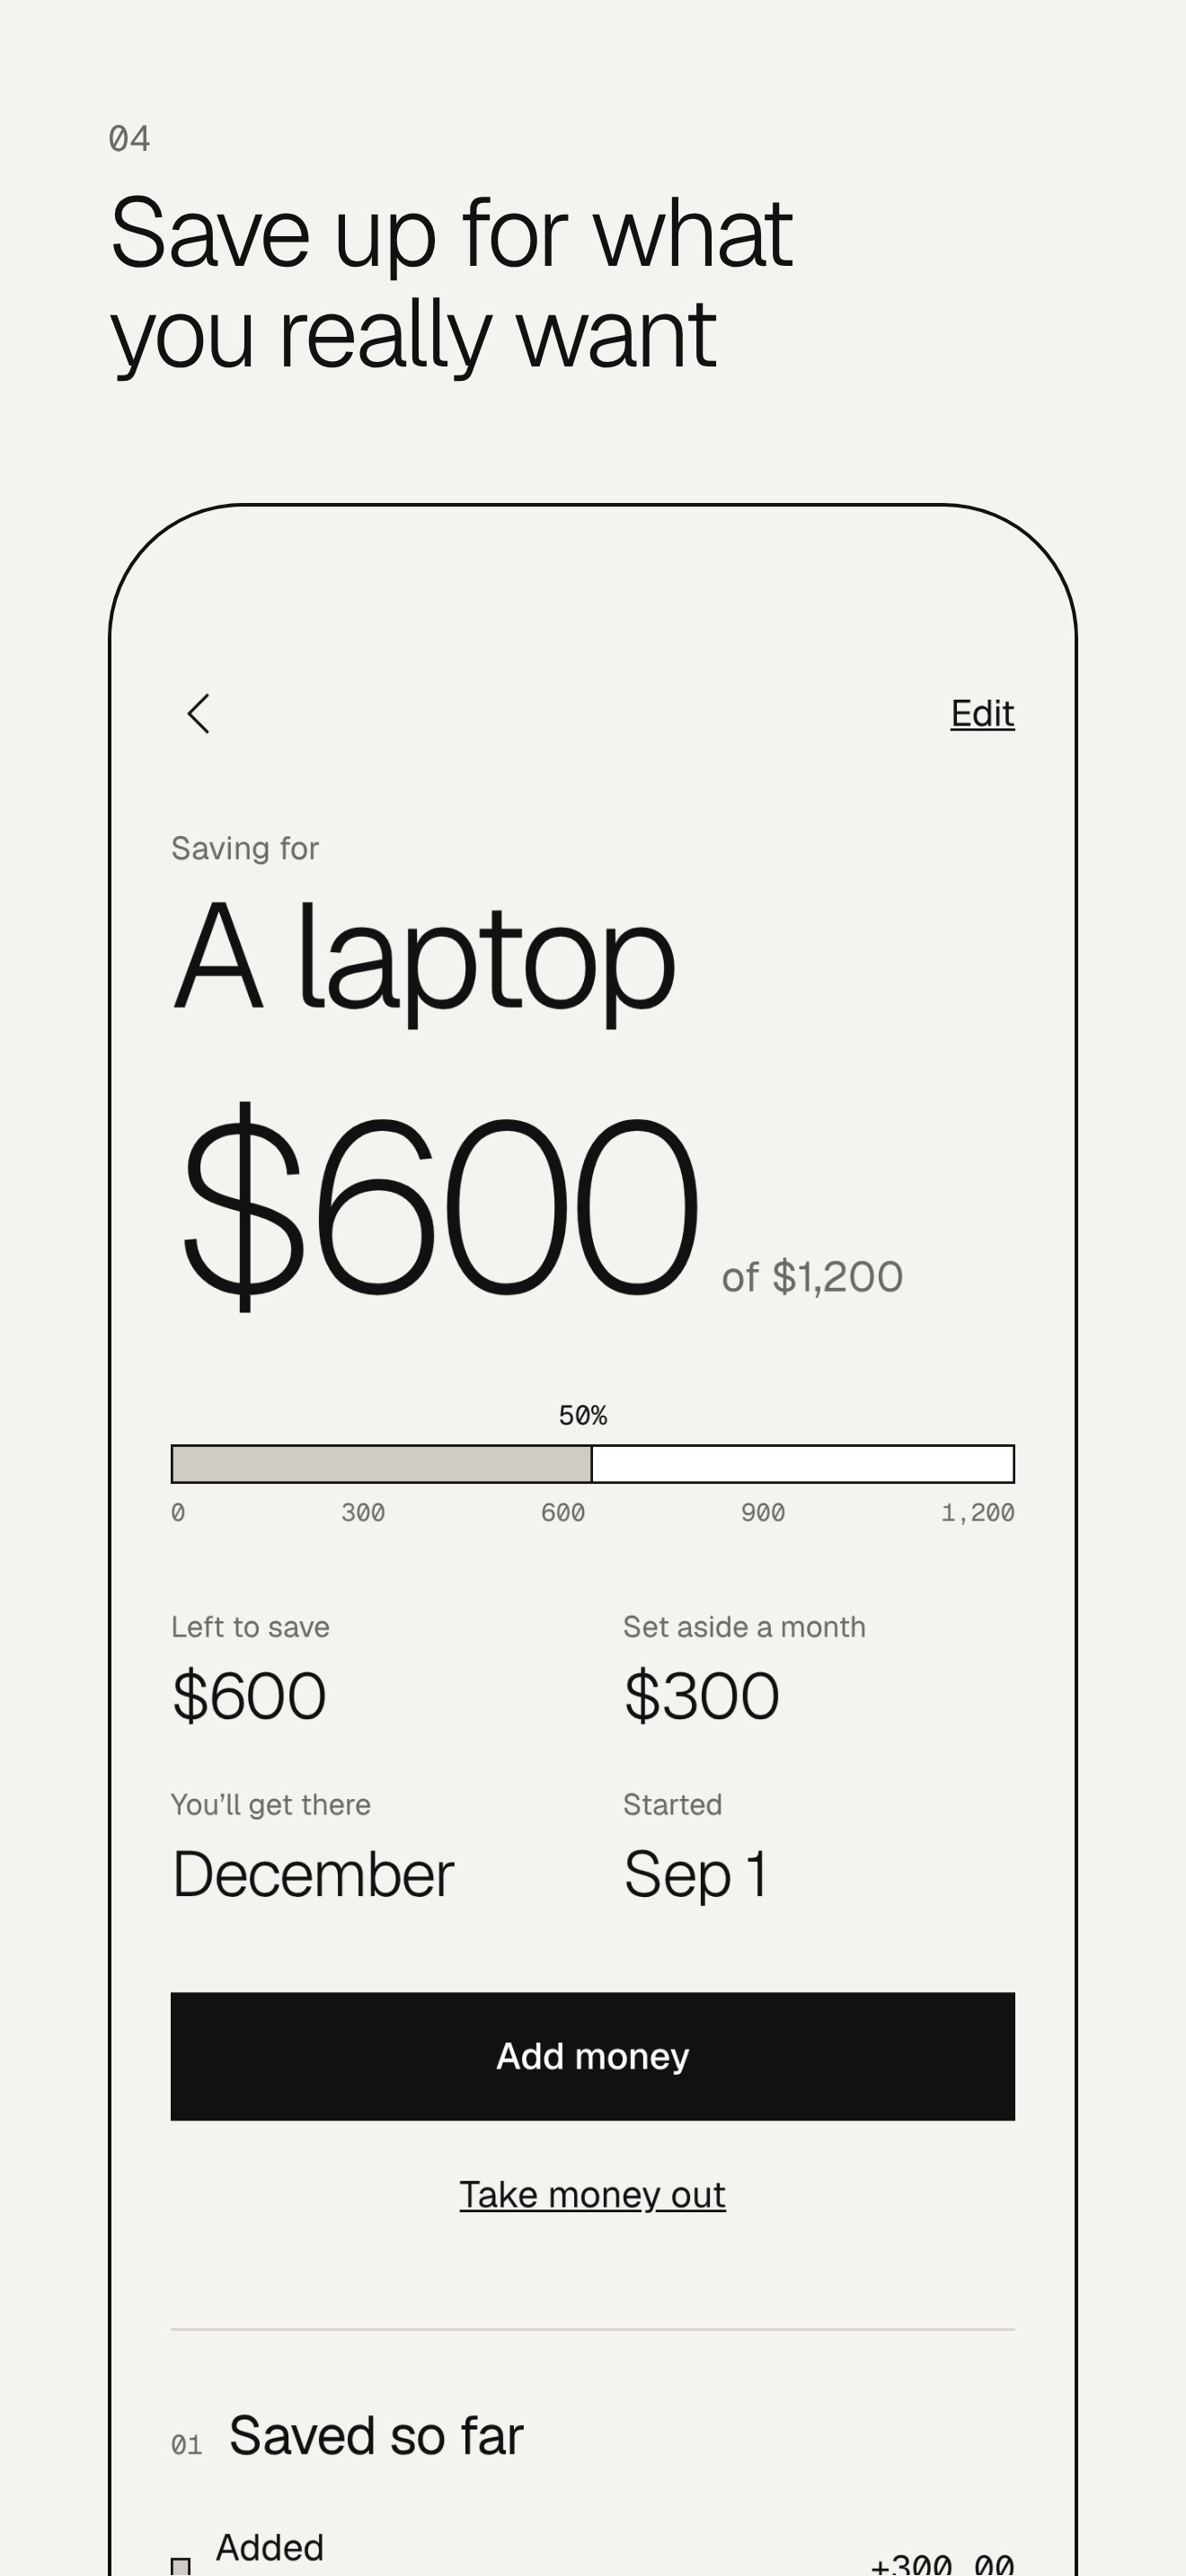 04
Save up for what
you really want
Edit
Saving for
A laptop
$600 of $1,200
50%
0 300 600 900 1,200
Left to save Set aside a month
$600 $300
You’ll get there Started
December Sep 1
Add money
Take money out
01 Saved so far
Added
+300.00